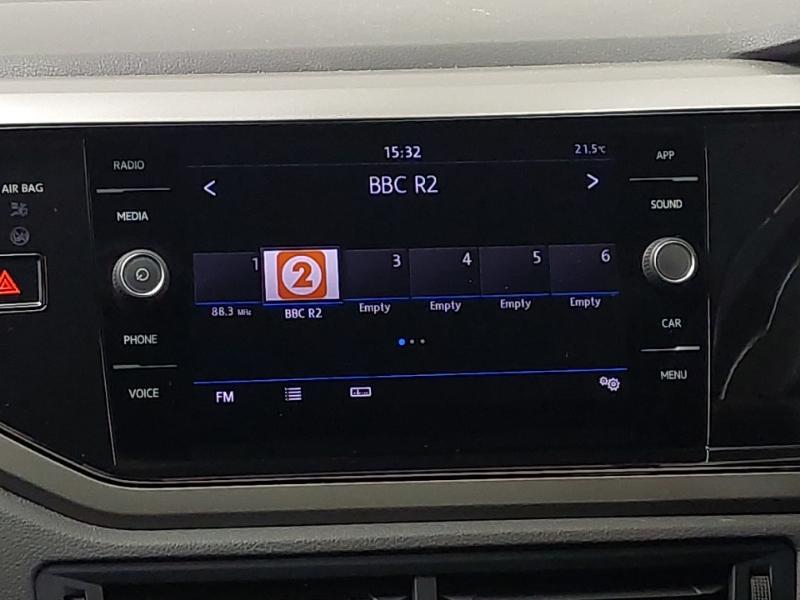 15:32
21.5°C
RADIO
APP
< BBC R2 >
AIR BAG
MEDIA
SOUND
1
2
3
4
5
6
88.3 MHz
BBC R2
Empty
Empty
Empty
Empty
PHONE
CAR
VOICE
FM
MENU